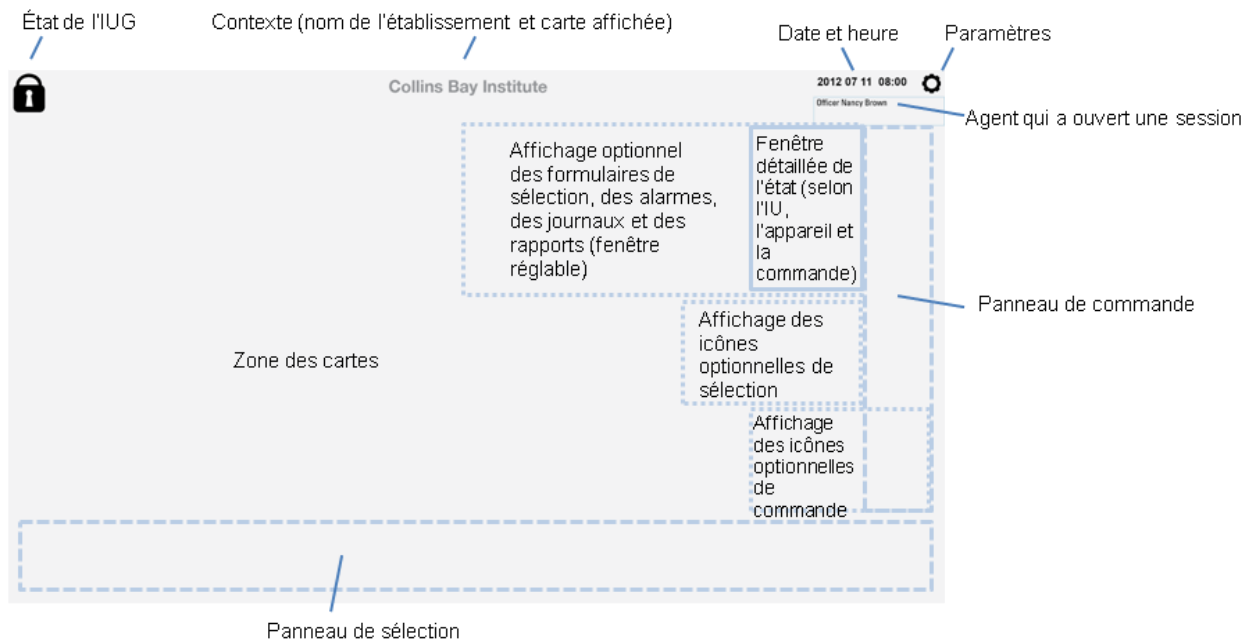 État de l'IUG
Contexte (nom de l'établissement et carte affichée)
Date et heure
Paramètres
Collins Bay Institute
2012 07 11 08:00
Officer Nancy Brown
Agent qui a ouvert une session
Affichage optionnel
des formulaires de
sélection, des alarmes,
des journaux et des
rapports (fenêtre
réglable)
Fenêtre
détaillée de
l'état (selon
l'IU,
l'appareil et
la
commande)
Panneau de commande
Affichage des
icônes
optionnelles de
sélection
Zone des cartes
Affichage
des icônes
optionnelles
de
commande
Panneau de sélection